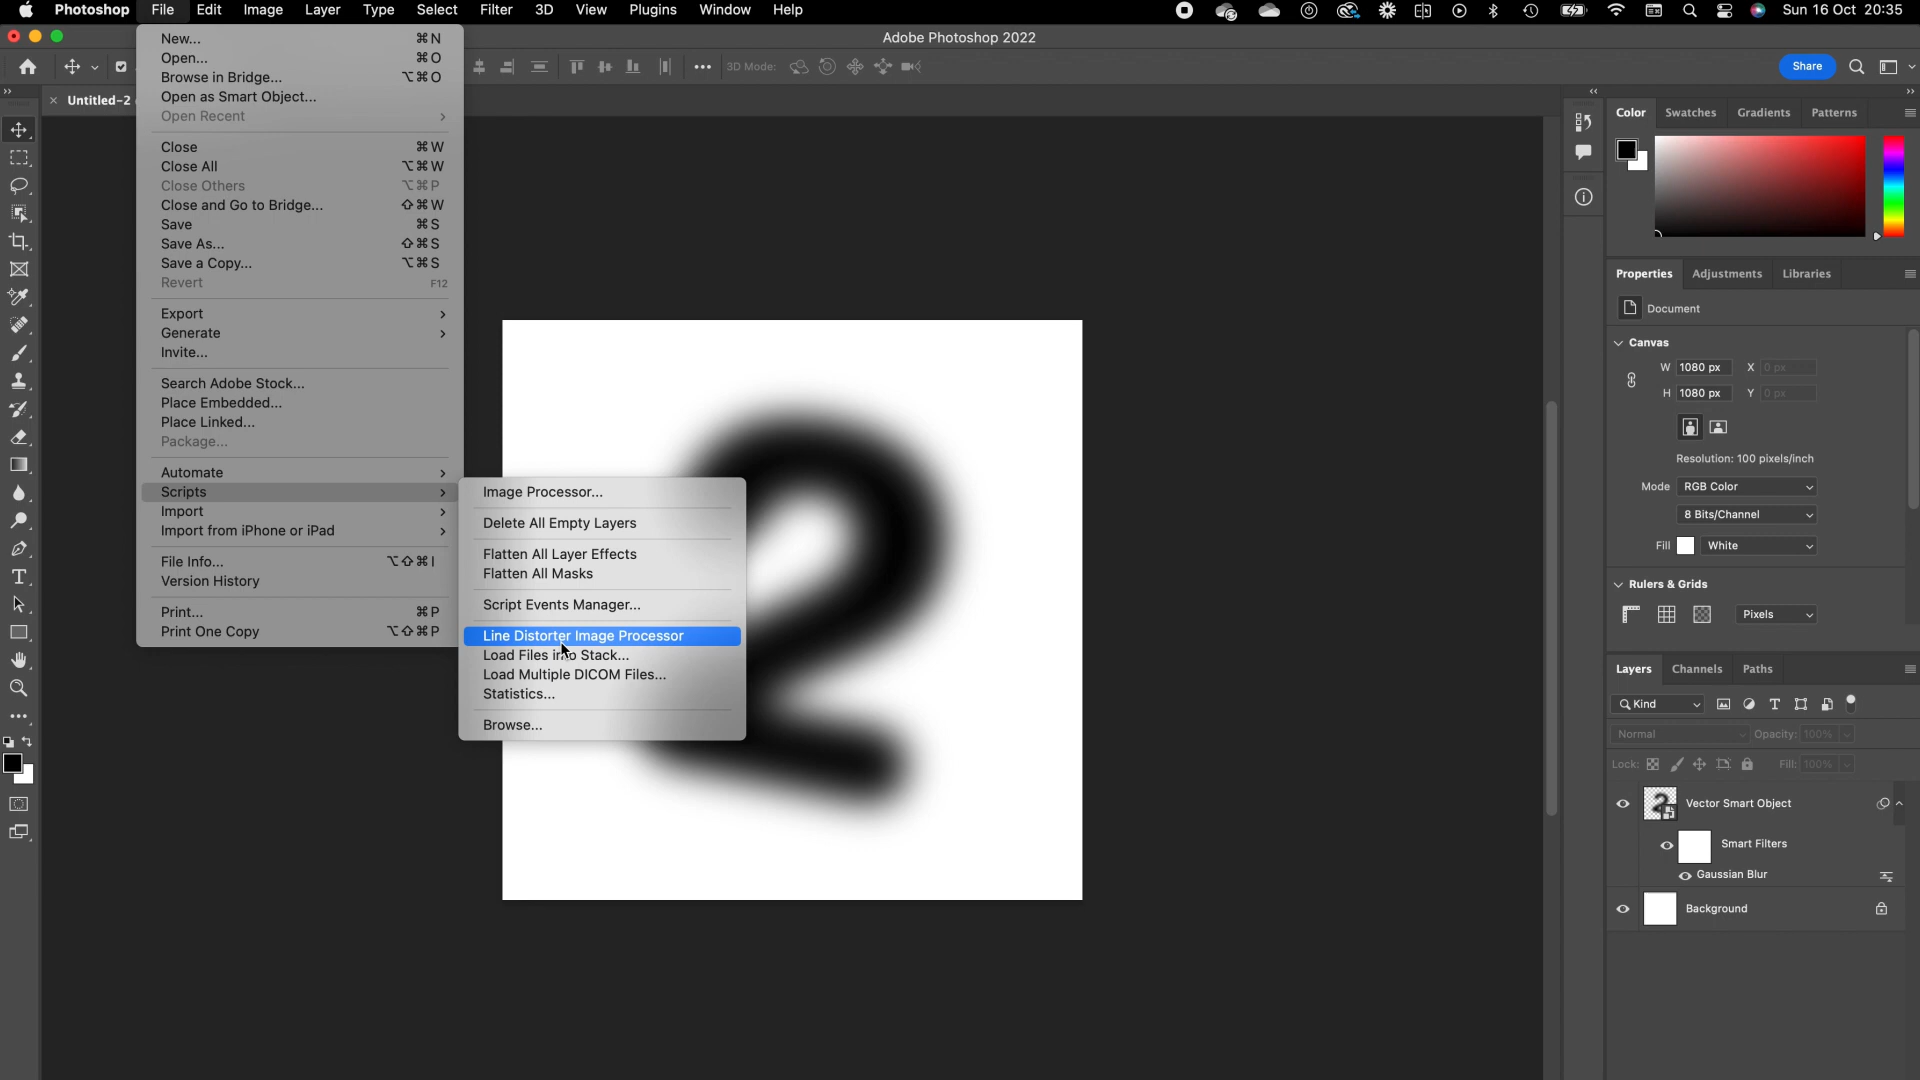 Photoshop File Edit Image Layer Type Select Filter 3D View Plugins Window Help Sun 16 Oct 20:35
Adobe Photoshop 2022
3D Mode: Share
Untitled-2
New... ⌘N
Open... ⌘O
Browse in Bridge... ⌥⌘O
Open as Smart Object...
Open Recent
Close ⌘W
Close All ⌥⌘W
Close Others ⌥⌘P
Close and Go to Bridge... ⇧⌘W
Save ⌘S
Save As... ⇧⌘S
Save a Copy... ⌥⌘S
Revert F12
Export
Generate
Invite...
Search Adobe Stock...
Place Embedded...
Place Linked...
Package...
Automate
Scripts
Import
Import from iPhone or iPad
File Info... ⌥⇧⌘I
Version History
Print... ⌘P
Print One Copy ⌥⇧⌘P
Image Processor...
Delete All Empty Layers
Flatten All Layer Effects
Flatten All Masks
Script Events Manager...
Line Distorter Image Processor
Load Files into Stack...
Load Multiple DICOM Files...
Statistics...
Browse...
2
Color Swatches Gradients Patterns
Properties Adjustments Libraries
Document
Canvas
W 1080 px X 0 px
H 1080 px Y 0 px
Resolution: 100 pixels/inch
Mode RGB Color
8 Bits/Channel
Fill White
Rulers & Grids
Pixels
Layers Channels Paths
Kind
Normal Opacity: 100%
Lock: Fill: 100%
Vector Smart Object
Smart Filters
Gaussian Blur
Background